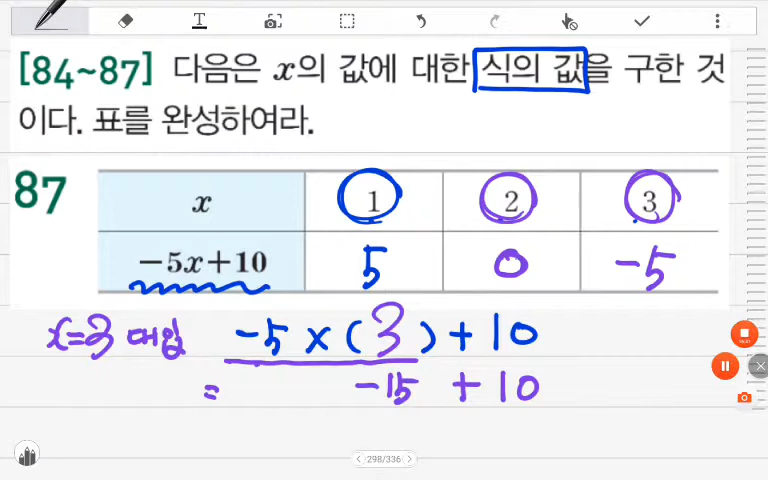 [84~87] 다음은 x의 값에 대한 식의 값을 구한 것
이다. 표를 완성하여라.
87
x 1 2 3
-5x+10 5 0 -5
x=3 대입 -5 × ( 3 ) + 10
= -15 + 10
298/336